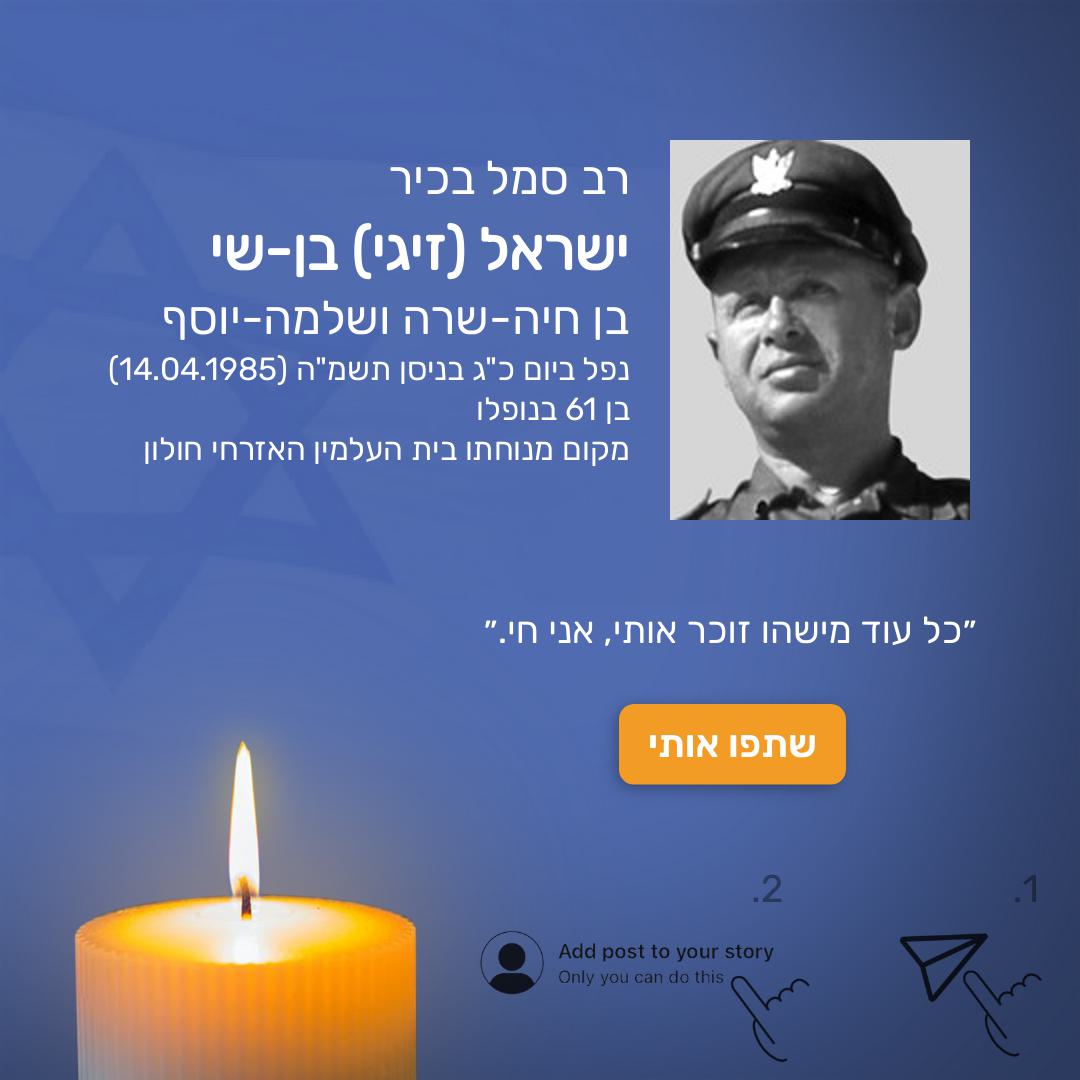 רב סמל בכיר
ישראל (זיגי) בן-שי
בן חיה-שרה ושלמה-יוסף
נפל ביום כ"ג בניסן תשמ"ה (14.04.1985)
בן 61 בנופלו
מקום מנוחתו בית העלמין האזרחי חולון
״כל עוד מישהו זוכר אותי, אני חי.״
שתפו אותי
.1
.2
Add post to your story
Only you can do this